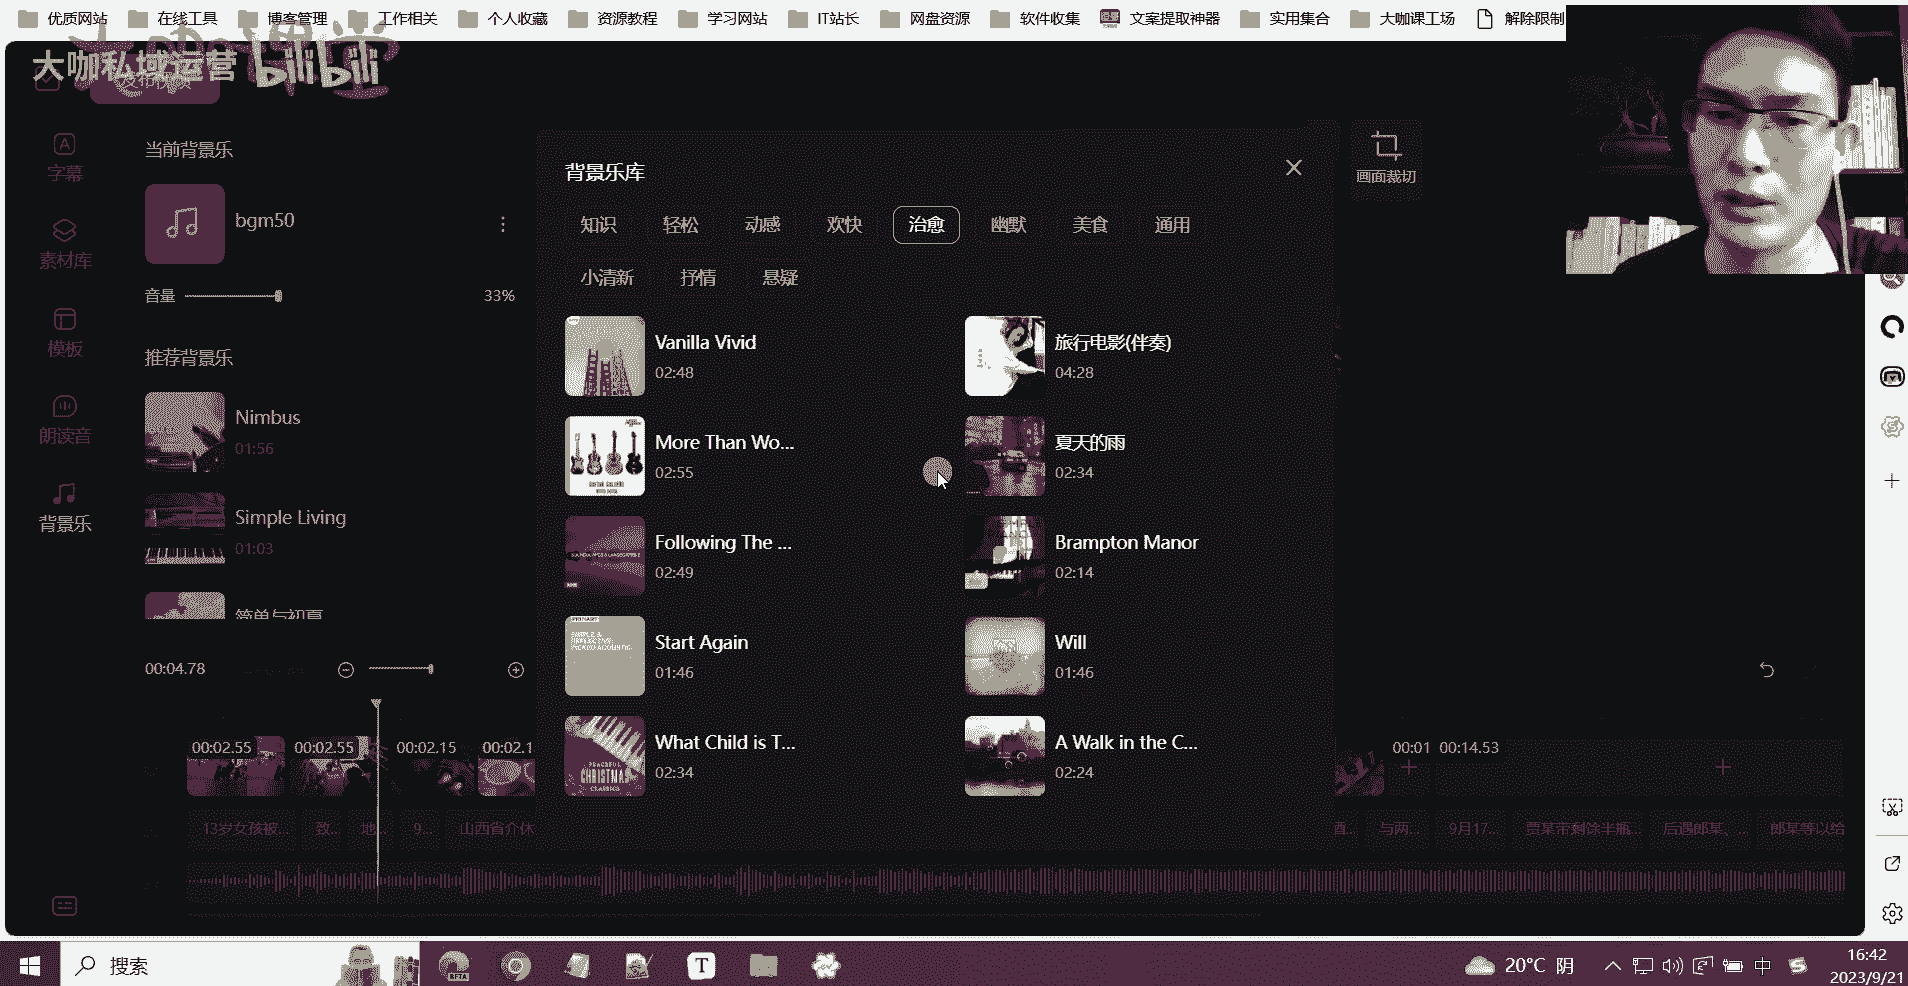 优质网站 在线工具 博客管理 工作相关 个人收藏 资源教程 学习网站 IT站长 网盘资源 软件收集 文案提取神器 实用集合 大咖课工场 解除限制
大咖私域运营 bilibili
字幕
素材库
模板
朗读音
背景乐
当前背景乐
bgm50
音量 33%
推荐背景乐
Nimbus
01:56
Simple Living
01:03
简单与初夏
背景乐库
画面裁切
知识 轻松 动感 欢快 治愈 幽默 美食 通用
小清新 抒情 悬疑
Vanilla Vivid
02:48
旅行电影(伴奏)
04:28
More Than Wo...
02:55
夏天的雨
02:34
Following The ...
02:49
Brampton Manor
02:14
Start Again
01:46
Will
01:46
What Child is T...
02:34
A Walk in the C...
02:24
CHRISTMAS
00:04.78
00:02.55 00:02.55 00:02.15 00:02.1 00:01 00:14.53
13岁女孩被... 致... 地... 9... 山西省介休 酉... 与两... 9月17... 贾某带剩馀半瓶... 后遇郎某、... 郎某等以给
搜索
BETA
T
20°C 阴
中
16:42
2023/9/21